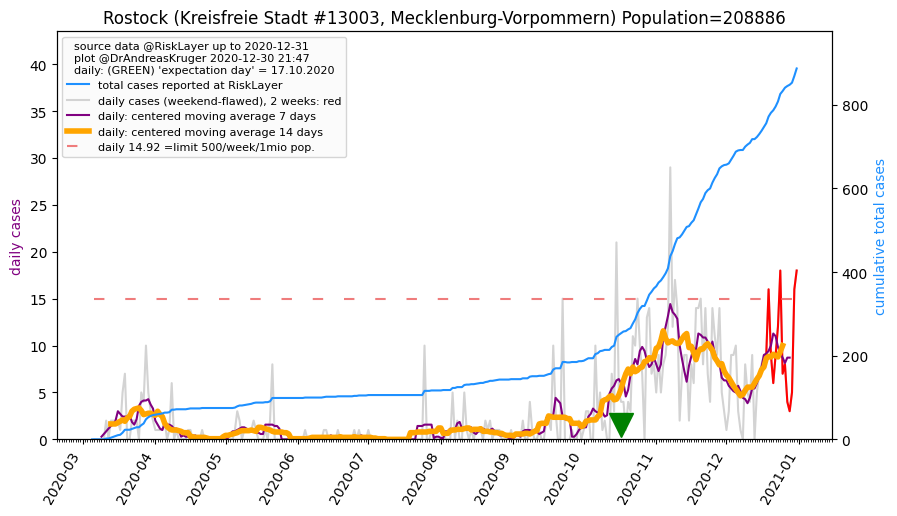 Rostock (Kreisfreie Stadt #13003, Mecklenburg-Vorpommern) Population=208886
source data @RiskLayer up to 2020-12-31
plot @DrAndreasKruger 2020-12-30 21:47
daily: (GREEN) 'expectation day' = 17.10.2020
total cases reported at RiskLayer
daily cases (weekend-flawed), 2 weeks: red
daily: centered moving average 7 days
daily: centered moving average 14 days
daily 14.92 =limit 500/week/1mio pop.
daily cases
40
35
30
25
20
15
10
5
0
cumulative total cases
800
600
400
200
0
2020-03
2020-04
2020-05
2020-06
2020-07
2020-08
2020-09
2020-10
2020-11
2020-12
2021-01